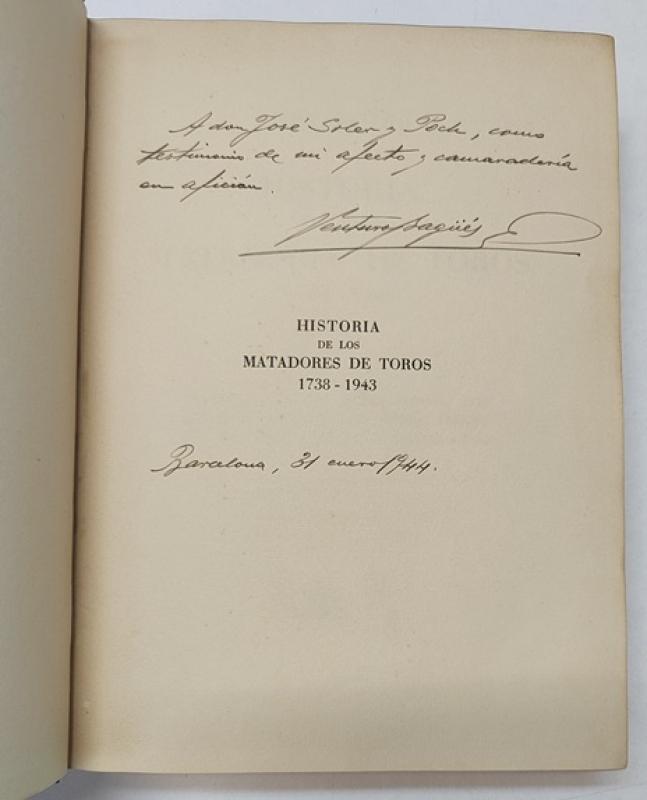 A don José Soler y Poch, como
testimonio de mi afecto y camaradería
en afición.
Ventura Bagüés
HISTORIA
DE LOS
MATADORES DE TOROS
1738 - 1943
Barcelona, 31 enero 1944.